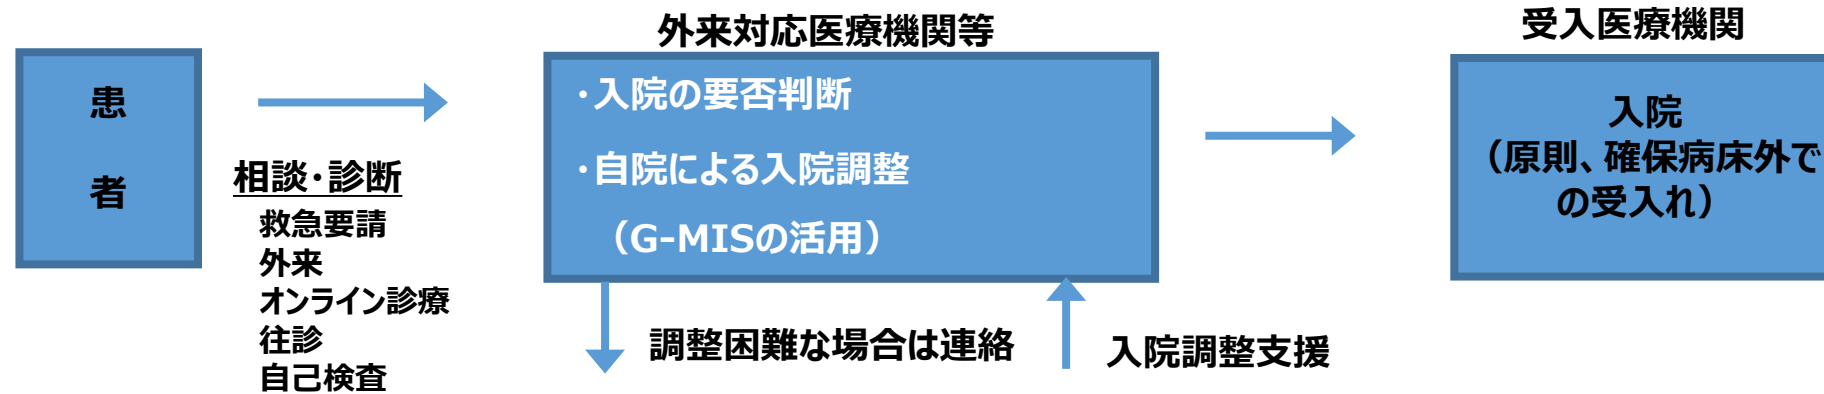 患
者
相談・診断
救急要請
外来
オンライン診療
往診
自己検査
外来対応医療機関等
・入院の要否判断
・自院による入院調整
（G-MISの活用）
調整困難な場合は連絡
入院調整支援
受入医療機関
入院
（原則、確保病床外で
の受入れ）